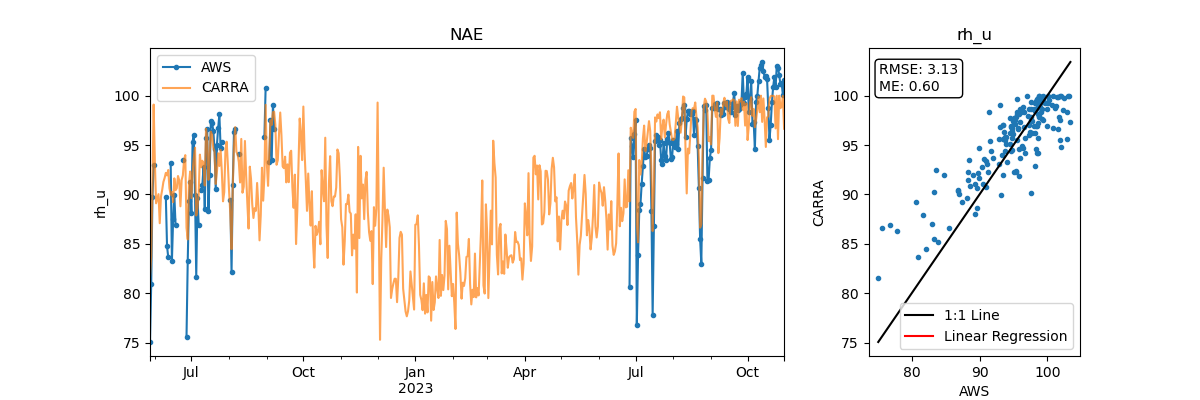 NAE
AWS
CARRA
rh_u
100
95
90
85
80
75
Jul
Oct
Jan
2023
Apr
Jul
Oct
rh_u
RMSE: 3.13
ME: 0.60
CARRA
100
95
90
85
80
75
1:1 Line
Linear Regression
80
90
100
AWS